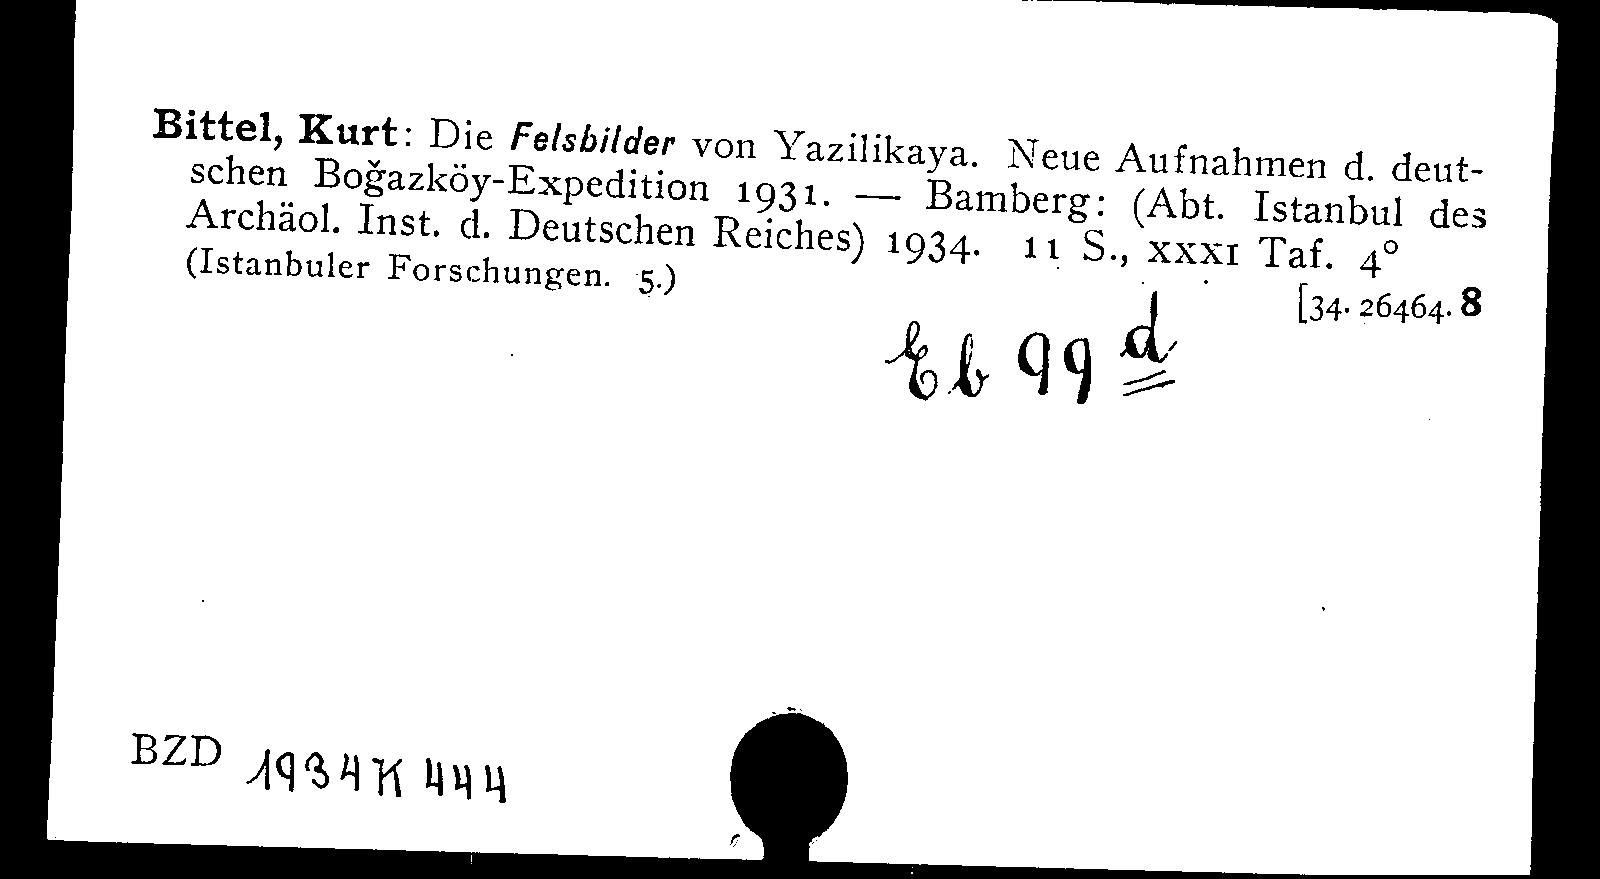 Bittel, Kurt: Die Felsbilder von Yazilikaya. Neue Aufnahmen d. deut-
schen Boğazköy-Expedition 1931. — Bamberg: (Abt. Istanbul des
Archäol. Inst. d. Deutschen Reiches) 1934. 11 S., XXXI Taf. 4°
(Istanbuler Forschungen. 5.)
[34. 26464. 8
Eb 99 d
BZD 1934 K 444